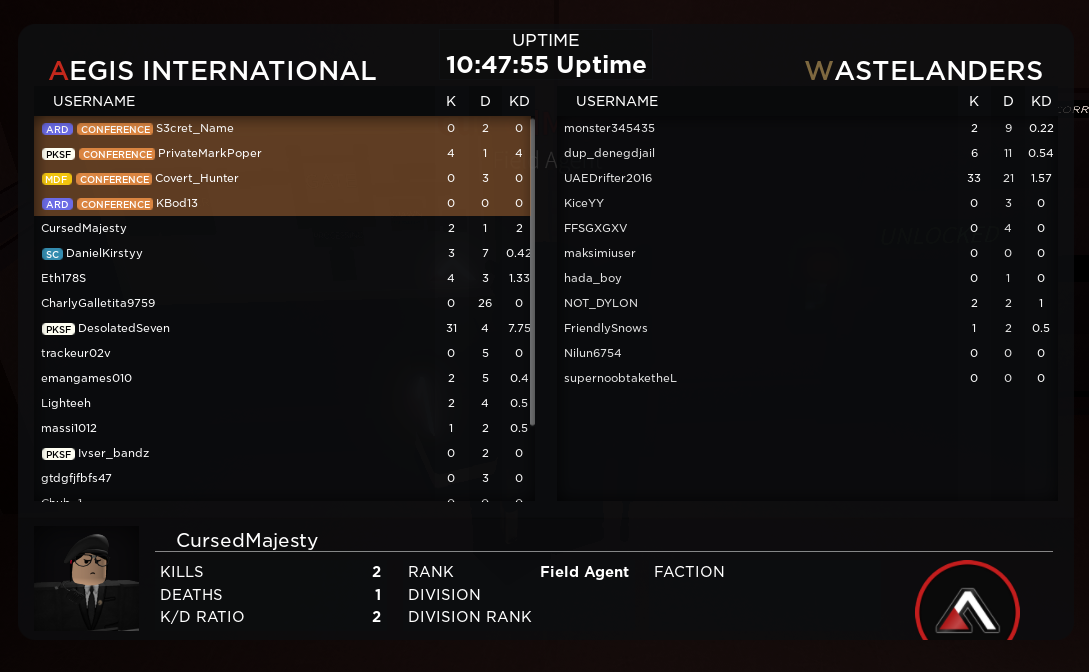 UPTIME
10:47:55 Uptime
AEGIS INTERNATIONAL
WASTELANDERS
USERNAME K D KD
ARD CONFERENCE S3cret_Name 0 2 0
PKSF CONFERENCE PrivateMarkPoper 4 1 4
MDF CONFERENCE Covert_Hunter 0 3 0
ARD CONFERENCE KBod13 0 0 0
CursedMajesty 2 1 2
SC DanielKirstyy 3 7 0.42
Eth178S 4 3 1.33
CharlyGalletita9759 0 26 0
PKSF DesolatedSeven 31 4 7.75
trackeur02v 0 5 0
emangames010 2 5 0.4
Lighteeh 2 4 0.5
massi1012 1 2 0.5
PKSF Ivser_bandz 0 2 0
gtdgfjfbfs47 0 3 0
USERNAME K D KD
monster345435 2 9 0.22
dup_denegdjail 6 11 0.54
UAEDrifter2016 33 21 1.57
KiceYY 0 3 0
FFSGXGXV 0 4 0
maksimiuser 0 0 0
hada_boy 0 1 0
NOT_DYLON 2 2 1
FriendlySnows 1 2 0.5
Nilun6754 0 0 0
supernoobtaketheL 0 0 0
UNLOCKED
CursedMajesty
KILLS 2 RANK Field Agent FACTION
DEATHS 1 DIVISION
K/D RATIO 2 DIVISION RANK